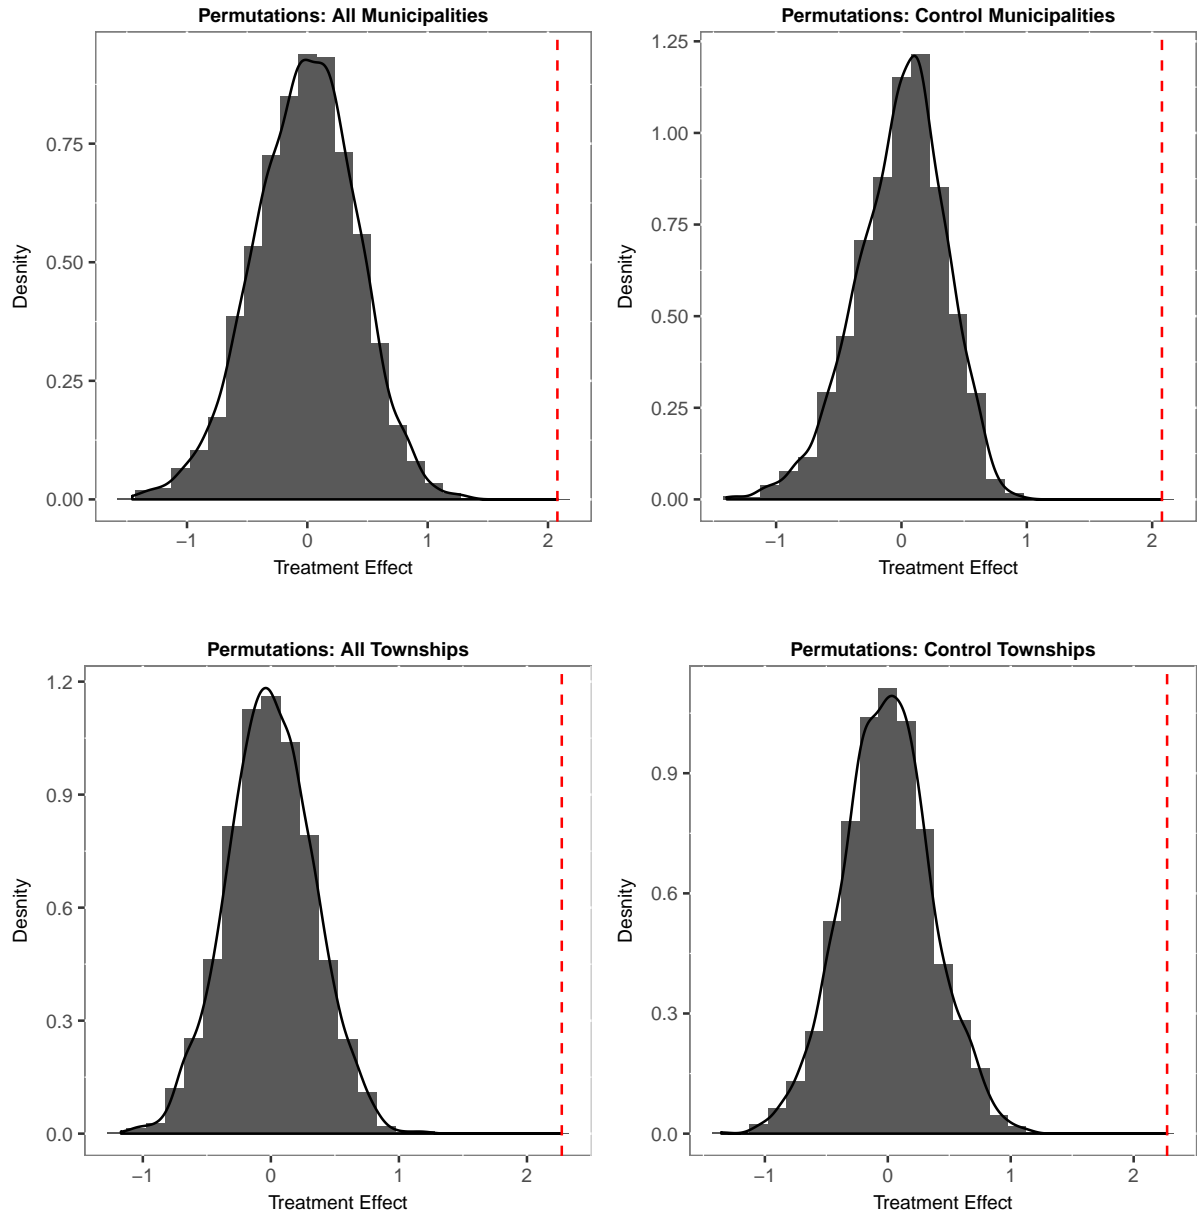 Permutations: All Municipalities
Desnity
0.75
0.50
0.25
0.00
−1 0 1 2
Treatment Effect
Permutations: Control Municipalities
Desnity
1.25
1.00
0.75
0.50
0.25
0.00
−1 0 1 2
Treatment Effect
Permutations: All Townships
Desnity
1.2
0.9
0.6
0.3
0.0
−1 0 1 2
Treatment Effect
Permutations: Control Townships
Desnity
0.9
0.6
0.3
0.0
−1 0 1 2
Treatment Effect